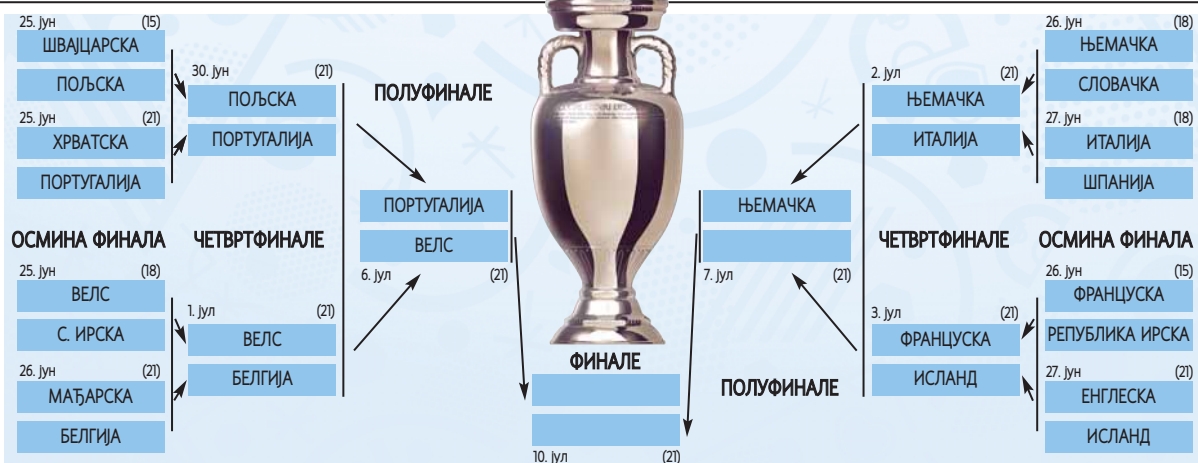 25. јун (15)
ШВАЈЦАРСКА
ПОЉСКА
25. јун (21)
ХРВАТСКА
ПОРТУГАЛИЈА
ОСМИНА ФИНАЛА
25. јун (18)
ВЕЛС
С. ИРСКА
26. јун (21)
МАЂАРСКА
БЕЛГИЈА
30. јун (21)
ПОЉСКА
ПОРТУГАЛИЈА
ЧЕТВРТФИНАЛЕ
1. јул (21)
ВЕЛС
БЕЛГИЈА
ПОЛУФИНАЛЕ
ПОРТУГАЛИЈА
ВЕЛС
6. јул (21)
ФИНАЛЕ
10. јул (21)
ЊЕМАЧКА
7. јул (21)
ПОЛУФИНАЛЕ
2. јул (21)
ЊЕМАЧКА
ИТАЛИЈА
ЧЕТВРТФИНАЛЕ
3. јул (21)
ФРАНЦУСКА
ИСЛАНД
26. јун (18)
ЊЕМАЧКА
СЛОВАЧКА
27. јун (18)
ИТАЛИЈА
ШПАНИЈА
ОСМИНА ФИНАЛА
26. јун (15)
ФРАНЦУСКА
РЕПУБЛИКА ИРСКА
27. јун (21)
ЕНГЛЕСКА
ИСЛАНД